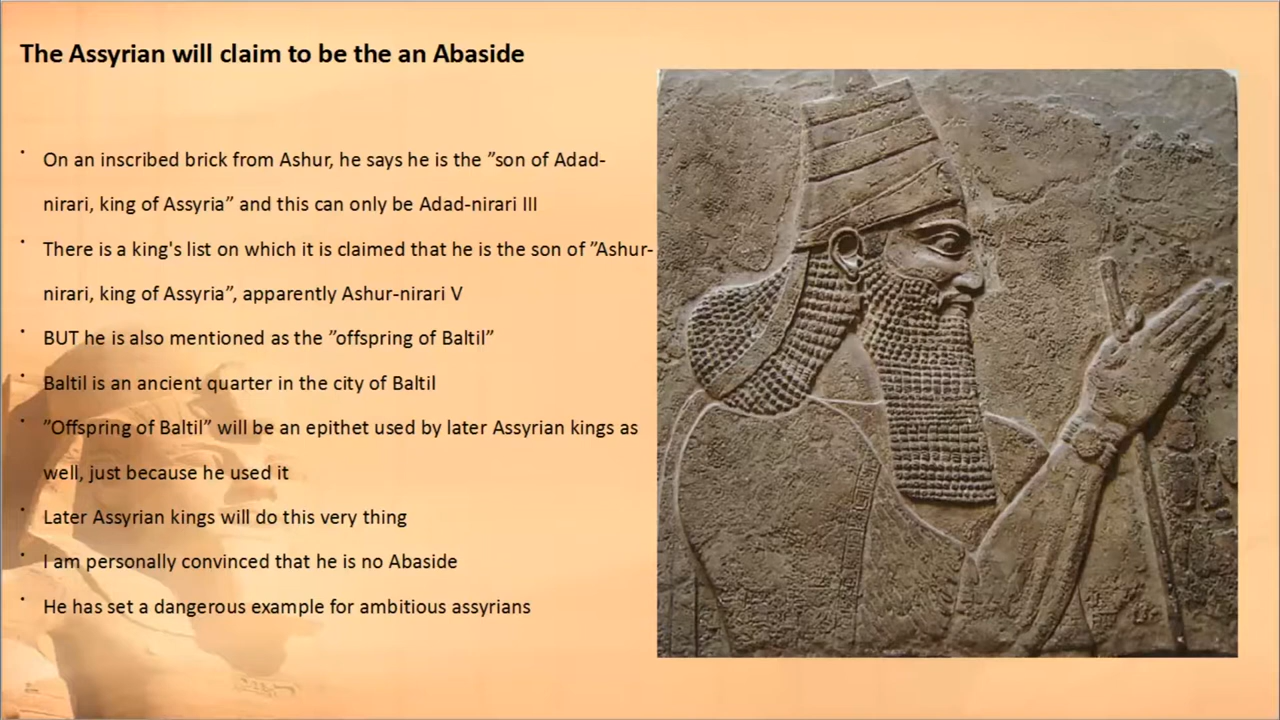 The Assyrian will claim to be the an Abaside
· On an inscribed brick from Ashur, he says he is the ”son of Adad-
nirari, king of Assyria” and this can only be Adad-nirari III
· There is a king's list on which it is claimed that he is the son of ”Ashur-
nirari, king of Assyria”, apparently Ashur-nirari V
· BUT he is also mentioned as the ”offspring of Baltil”
· Baltil is an ancient quarter in the city of Baltil
· ”Offspring of Baltil” will be an epithet used by later Assyrian kings as
well, just because he used it
· Later Assyrian kings will do this very thing
· I am personally convinced that he is no Abaside
· He has set a dangerous example for ambitious assyrians